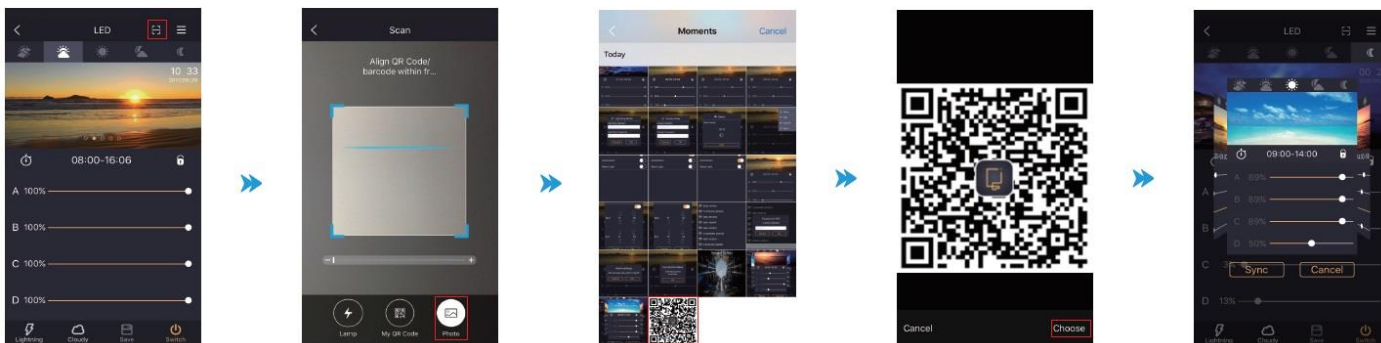 LED
10 33
08:00-16:06
A 100%
B 100%
C 100%
D 100%
Lightning
Cloudy
Save
Switch
Scan
Align QR Code/
barcode within fr...
Lamp
My QR Code
Photo
Moments
Cancel
Today
Cancel
Choose
LED
09:00-14:00
A 89%
B 89%
C 89%
D 50%
Sync
Cancel
A
B
C 3%
D 13%
Lightning
Cloudy
Save
Switch